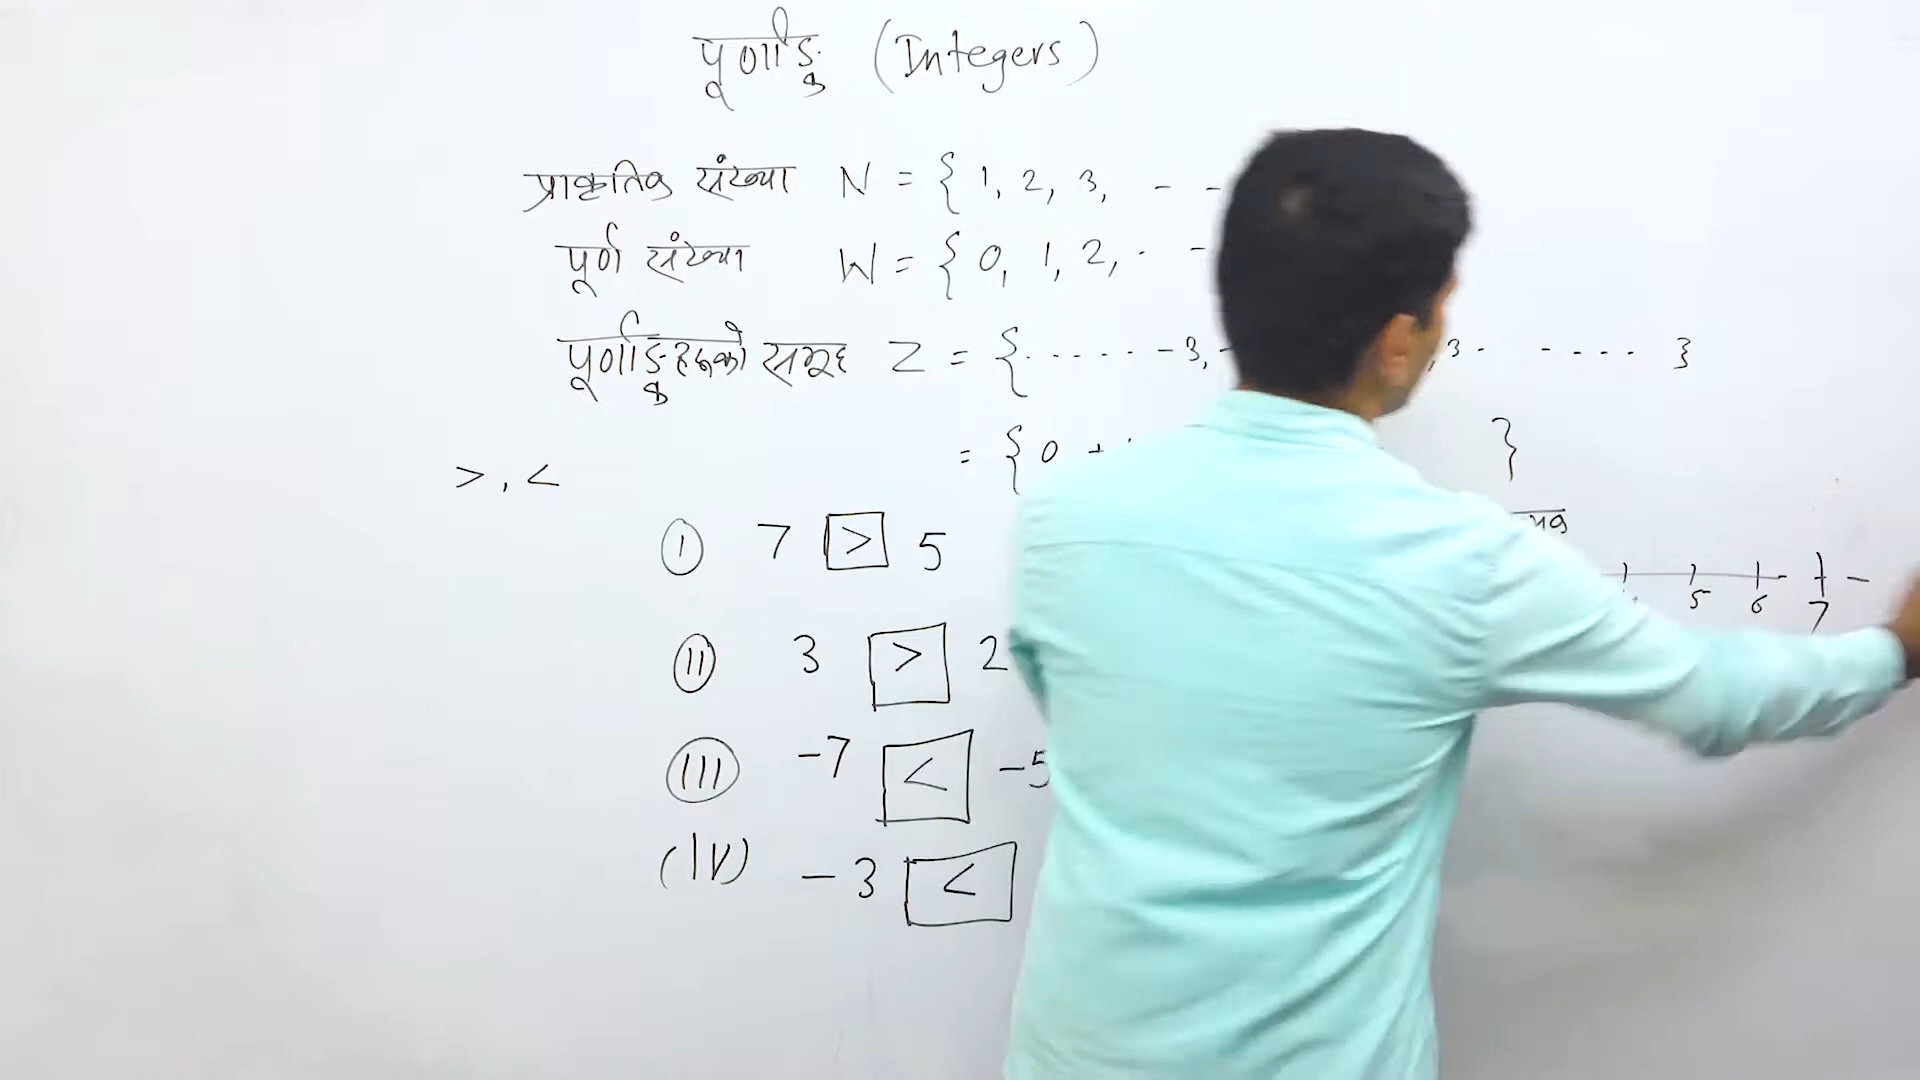 पूर्णाङ्क (Integers)
प्राकृतिक संख्या N = { 1, 2, 3, - -
पूर्ण संख्या W = { 0, 1, 2, . -
पूर्णाङ्कहरूको समूह Z = { . . . . . -3, - , 3 - - . . . . }
= { 0 + }
>, <
(I) 7 > 5
5 6 7
(II) 3 > 2
(III) -7 < -5
(IV) -3 <